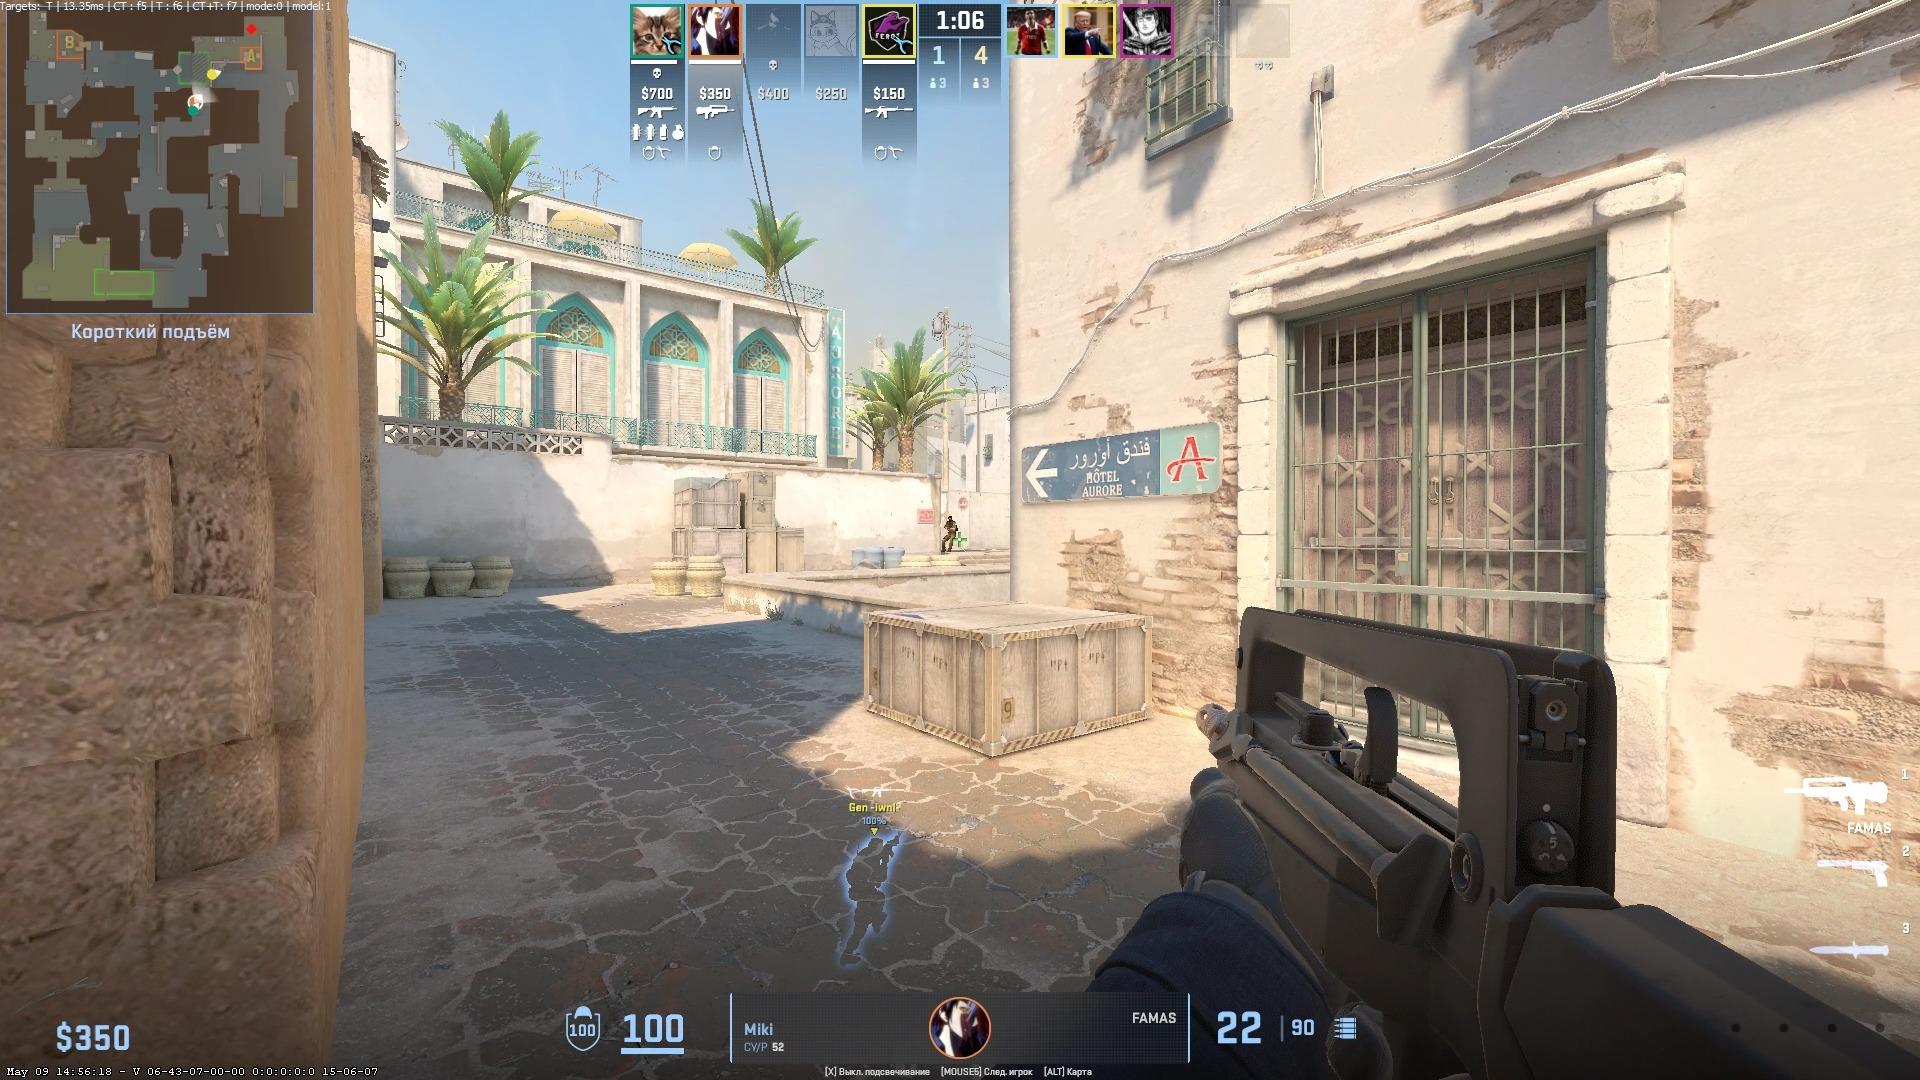 Targets: T | 13.35ms | CT : f5 | T : f6 | CT+T: f7 | mode:0 | model:1
B
A
Короткий подъём
FEROX
1:06
1 4
3 3
$700 $350 $400 $250 $150
AURORE
فندق أورور
HÔTEL
AURORE
A
9
Gen -iwnl-
100%
1
FAMAS
2
3
$350
100 100
Miki
СУ/Р 52
FAMAS
22 | 90
[X] Выкл. подсвечивание [MOUSE5] След. игрок [ALT] Карта
May 09 14:56:18 - V 06-43-07-00-00 0:0:0:0:0 15-06-07